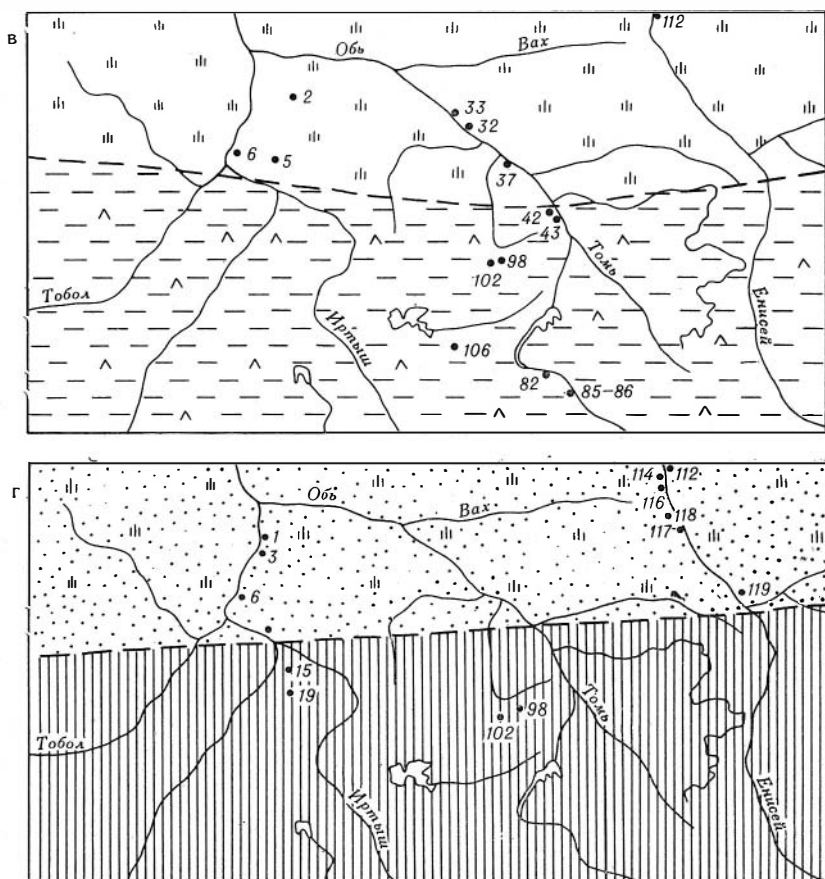 в
112
Обь
Вах
2
33
32
6
5
37
42
43
98
102
Томь
Тобол
Енисей
Иртыш
106
82
85–86
г
114
112
116
Обь
Вах
118
1
117
3
6
119
15
19
98
102
Томь
Тобол
Иртыш
Енисей